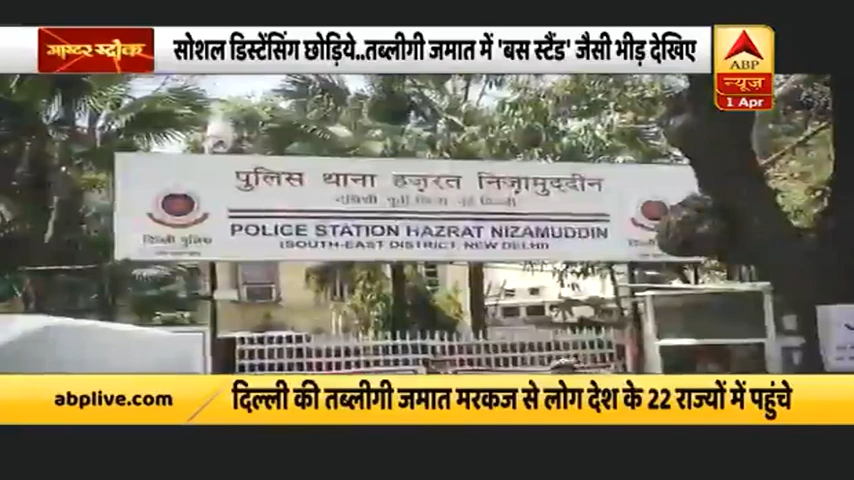 मास्टर स्ट्रोक
सोशल डिस्टेंसिंग छोड़िये..तब्लीगी जमात में 'बस स्टैंड' जैसी भीड़ देखिए
ABP
न्यूज़
1 Apr
पुलिस थाना हज़रत निज़ामुद्दीन
दिल्ली पुलिस
POLICE STATION HAZRAT NIZAMUDDIN
(SOUTH-EAST DISTRICT, NEW DELHI)
abplive.com
दिल्ली की तब्लीगी जमात मरकज से लोग देश के 22 राज्यों में पहुंचे